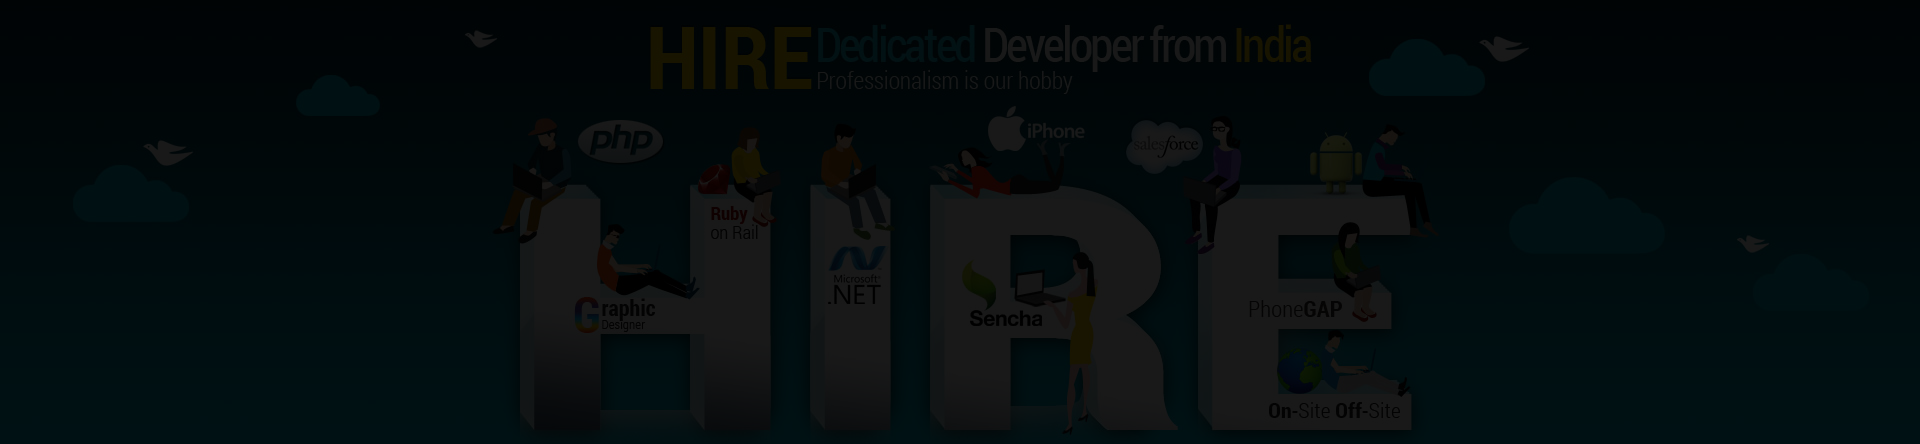 HIRE Dedicated Developer from India
Professionalism is our hobby
php
iPhone
salesforce
Ruby
on Rail
Microsoft
.NET
Graphic
Designer
Sencha
PhoneGAP
On-Site Off-Site